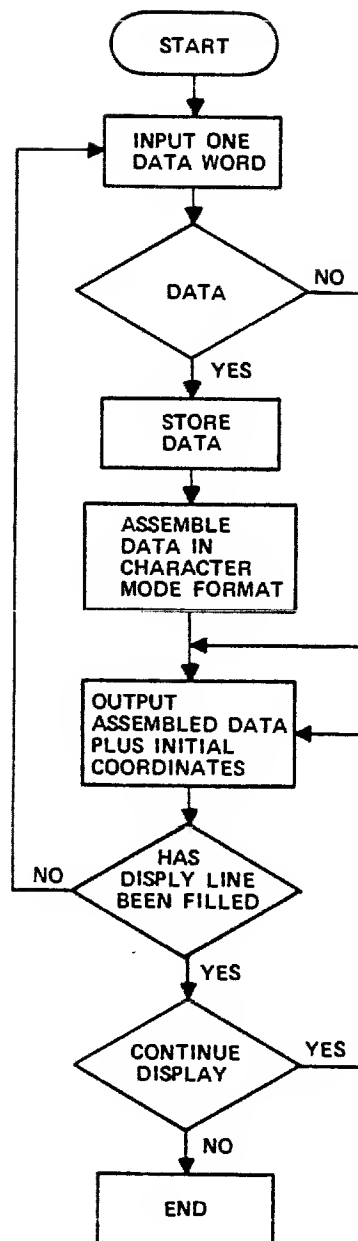 START
INPUT ONE
DATA WORD
DATA
NO
YES
STORE
DATA
ASSEMBLE
DATA IN
CHARACTER
MODE FORMAT
OUTPUT
ASSEMBLED DATA
PLUS INITIAL
COORDINATES
HAS
DISPLY LINE
BEEN FILLED
NO
YES
CONTINUE
DISPLAY
YES
NO
END